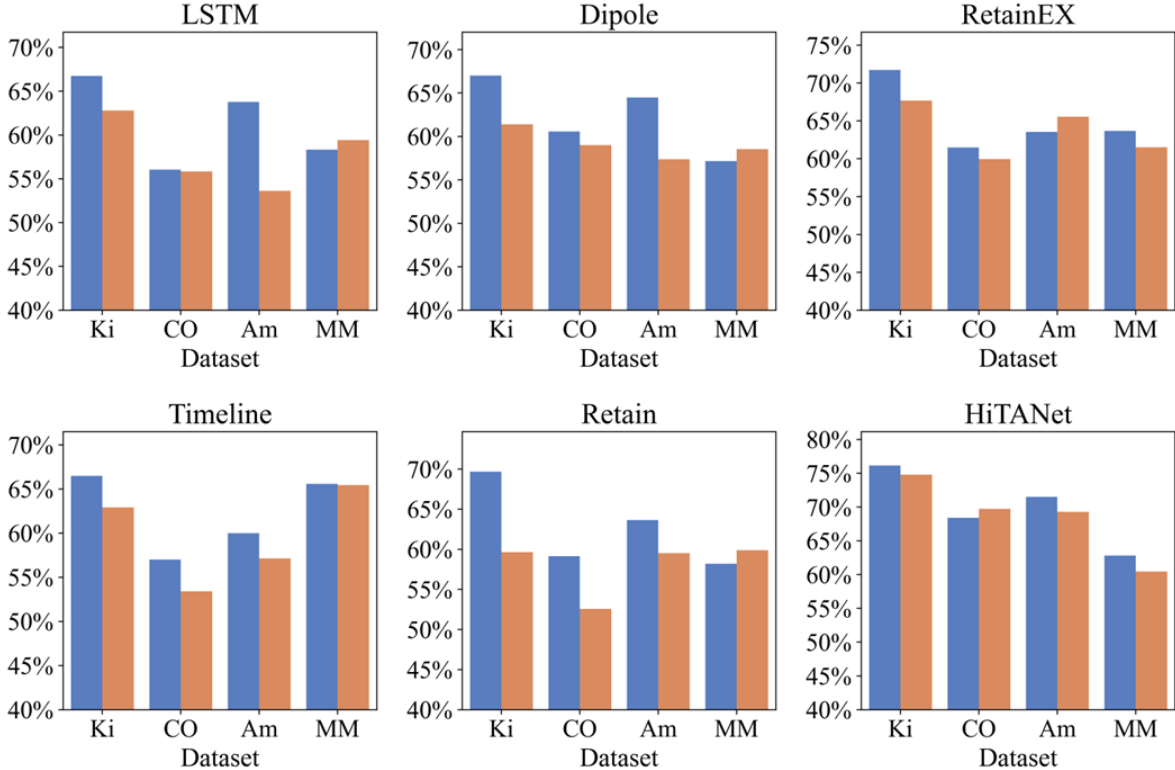 LSTM
70%
65%
60%
55%
50%
45%
40%
Ki CO Am MM
Dataset
Dipole
70%
65%
60%
55%
50%
45%
40%
Ki CO Am MM
Dataset
RetainEX
75%
70%
65%
60%
55%
50%
45%
40%
Ki CO Am MM
Dataset
Timeline
70%
65%
60%
55%
50%
45%
40%
Ki CO Am MM
Dataset
Retain
70%
65%
60%
55%
50%
45%
40%
Ki CO Am MM
Dataset
HiTANet
80%
75%
70%
65%
60%
55%
50%
45%
40%
Ki CO Am MM
Dataset